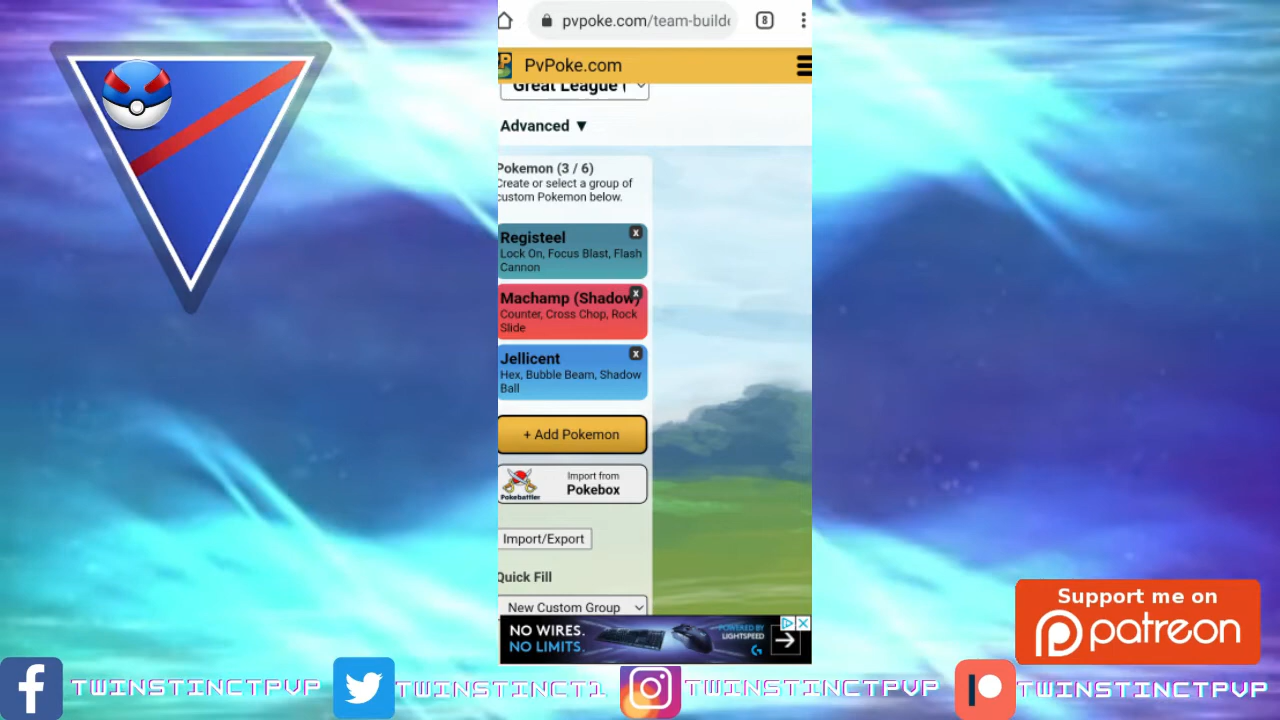 pvpoke.com/team-builde
8
PvPoke.com
Great League (
Advanced ▼
Pokemon (3 / 6)
Create or select a group of
custom Pokemon below.
Registeel
x
Lock On, Focus Blast, Flash
Cannon
Machamp (Shadow)
x
Counter, Cross Chop, Rock
Slide
Jellicent
x
Hex, Bubble Beam, Shadow
Ball
+ Add Pokemon
Import from
Pokebox
Pokebattler
Import/Export
Quick Fill
New Custom Group
NO WIRES.
NO LIMITS.
POWERED BY
LIGHTSPEED
G
Support me on
patreon
TWINSTINCTPVP
TWINSTINCT1
TWINSTINCTPVP
TWINSTINCTPVP